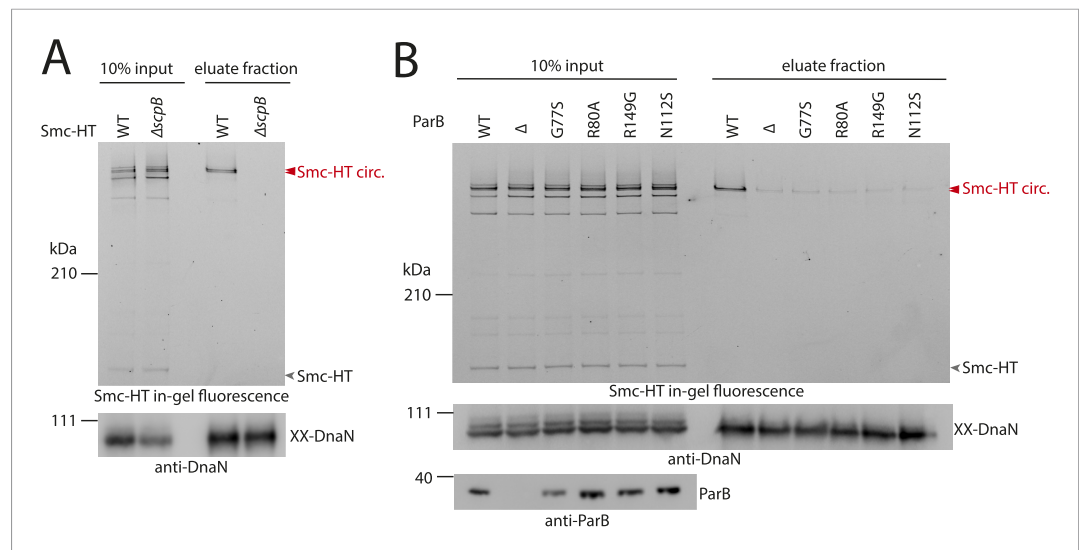 A
10% input
eluate fraction
Smc-HT
WT
ΔscpB
WT
ΔscpB
Smc-HT circ.
kDa
210
Smc-HT
Smc-HT in-gel fluorescence
111
XX-DnaN
anti-DnaN
B
10% input
eluate fraction
ParB
WT
Δ
G77S
R80A
R149G
N112S
WT
Δ
G77S
R80A
R149G
N112S
Smc-HT circ.
kDa
210
Smc-HT
Smc-HT in-gel fluorescence
111
XX-DnaN
anti-DnaN
40
ParB
anti-ParB